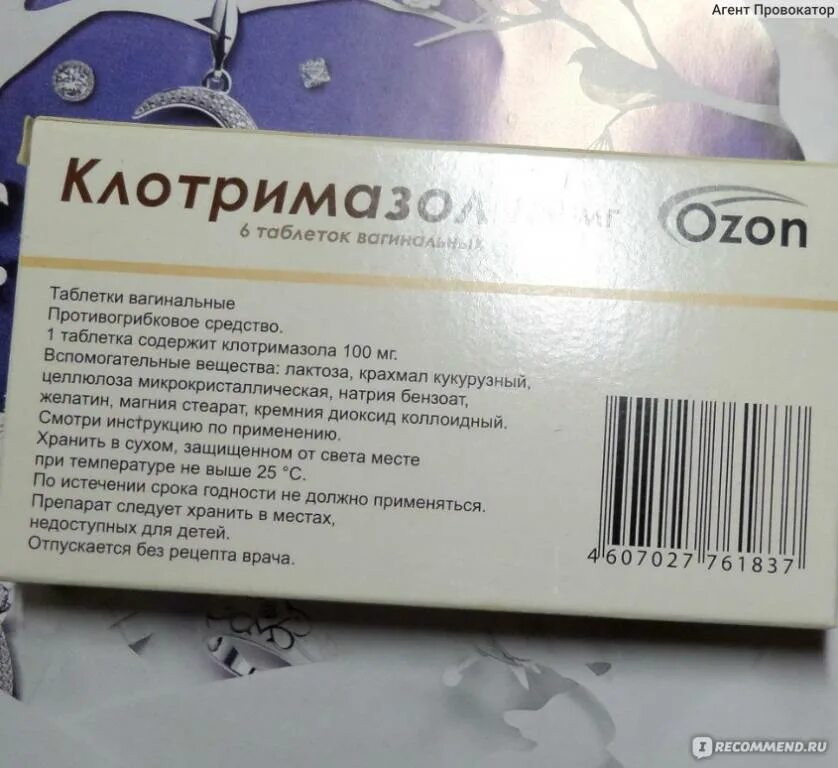 Агент Провокатор
Клотримазол мг
Ozon
6 таблеток вагинальных
Таблетки вагинальные
Противогрибковое средство.
1 таблетка содержит клотримазола 100 мг.
Вспомогательные вещества: лактоза, крахмал кукурузный,
целлюлоза микрокристаллическая, натрия бензоат,
желатин, магния стеарат, кремния диоксид коллоидный.
Смотри инструкцию по применению.
Хранить в сухом, защищенном от света месте
при температуре не выше 25 °C.
По истечении срока годности не должно применяться.
Препарат следует хранить в местах,
недоступных для детей.
Отпускается без рецепта врача.
4 607027 761837
IRECOMMEND.RU